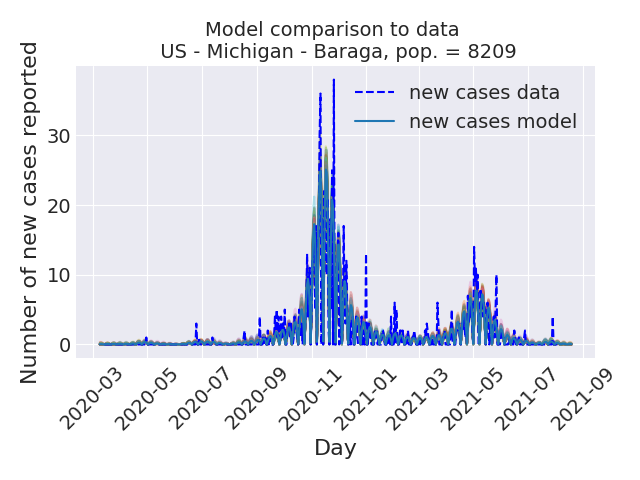 Model comparison to data
US - Michigan - Baraga, pop. = 8209
new cases data
new cases model
Number of new cases reported
30
20
10
0
2020-03
2020-05
2020-07
2020-09
2020-11
2021-01
2021-03
2021-05
2021-07
2021-09
Day